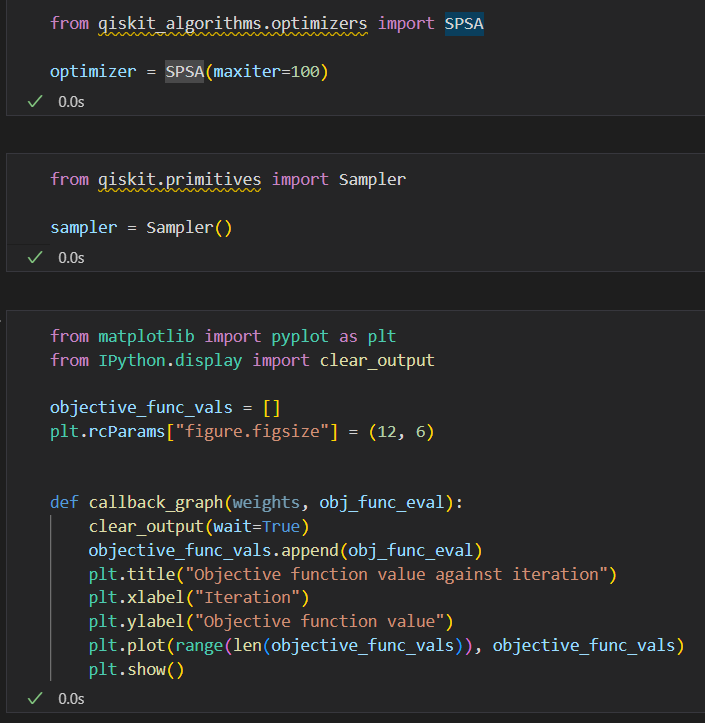 from qiskit_algorithms.optimizers import SPSA
optimizer = SPSA(maxiter=100)
0.0s
from qiskit.primitives import Sampler
sampler = Sampler()
0.0s
from matplotlib import pyplot as plt
from IPython.display import clear_output
objective_func_vals = []
plt.rcParams["figure.figsize"] = (12, 6)
def callback_graph(weights, obj_func_eval):
    clear_output(wait=True)
    objective_func_vals.append(obj_func_eval)
    plt.title("Objective function value against iteration")
    plt.xlabel("Iteration")
    plt.ylabel("Objective function value")
    plt.plot(range(len(objective_func_vals)), objective_func_vals)
    plt.show()
0.0s